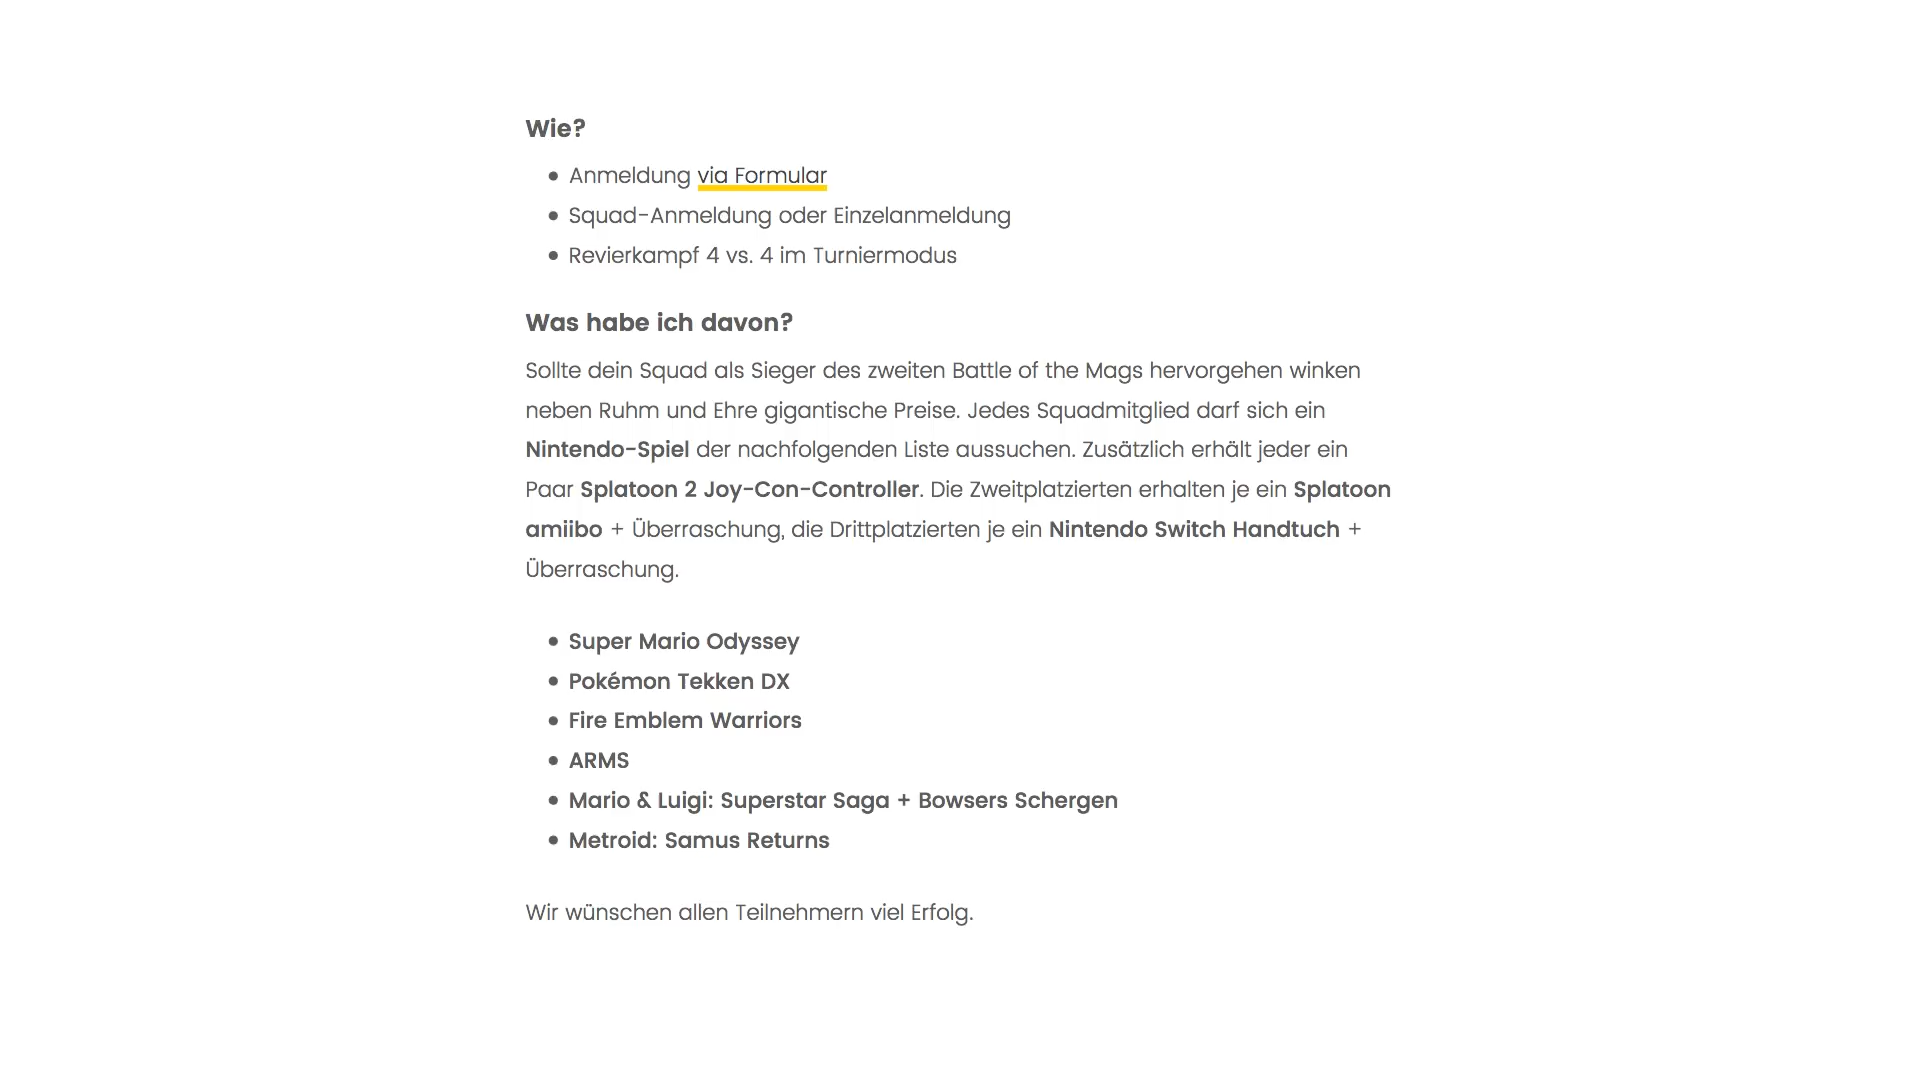 Wie?
Anmeldung via Formular
Squad-Anmeldung oder Einzelanmeldung
Revierkampf 4 vs. 4 im Turniermodus
Was habe ich davon?
Sollte dein Squad als Sieger des zweiten Battle of the Mags hervorgehen winken
neben Ruhm und Ehre gigantische Preise. Jedes Squadmitglied darf sich ein
Nintendo-Spiel der nachfolgenden Liste aussuchen. Zusätzlich erhält jeder ein
Paar Splatoon 2 Joy-Con-Controller. Die Zweitplatzierten erhalten je ein Splatoon
amiibo + Überraschung, die Drittplatzierten je ein Nintendo Switch Handtuch +
Überraschung.
Super Mario Odyssey
Pokémon Tekken DX
Fire Emblem Warriors
ARMS
Mario & Luigi: Superstar Saga + Bowsers Schergen
Metroid: Samus Returns
Wir wünschen allen Teilnehmern viel Erfolg.